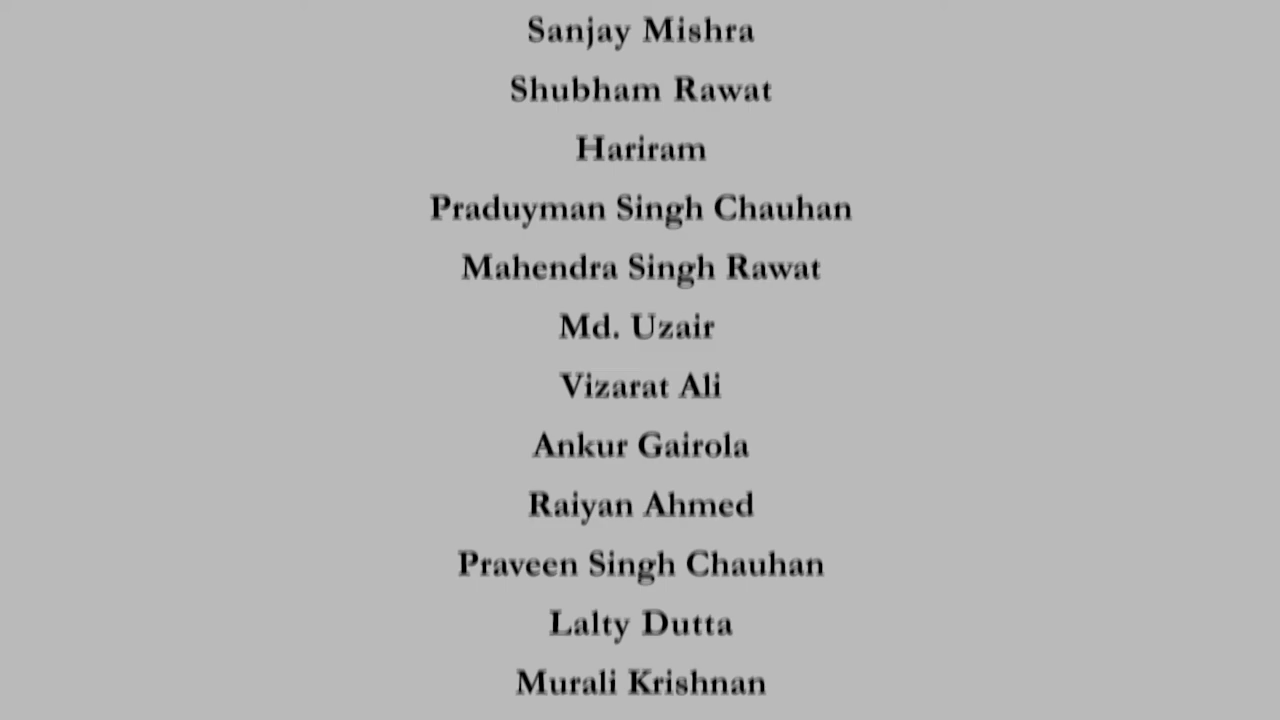 Sanjay Mishra
Shubham Rawat
Hariram
Praduyman Singh Chauhan
Mahendra Singh Rawat
Md. Uzair
Vizarat Ali
Ankur Gairola
Raiyan Ahmed
Praveen Singh Chauhan
Lalty Dutta
Murali Krishnan